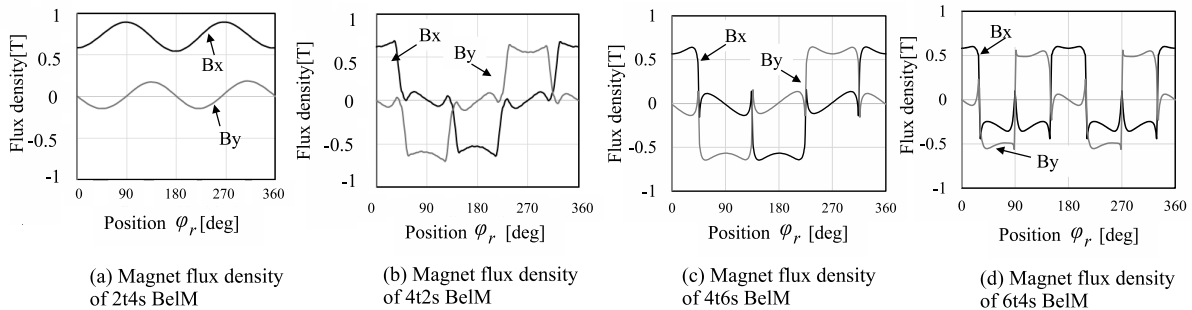 Flux density[T]
1
0.5
0
-0.5
-1
Bx
By
0
90
180
270
360
Position φr [deg]
(a) Magnet flux density
of 2t4s BelM
Flux density[T]
1
0.5
0
-0.5
-1
Bx
By
0
90
180
270
360
Position φr [deg]
(b) Magnet flux density
of 4t2s BelM
Flux density[T]
1
0.5
0
-0.5
-1
Bx
By
0
90
180
270
360
Position φr [deg]
(c) Magnet flux density
of 4t6s BelM
Flux density[T]
1
0.5
0
-0.5
-1
Bx
By
0
90
180
270
360
Position φr [deg]
(d) Magnet flux density
of 6t4s BelM